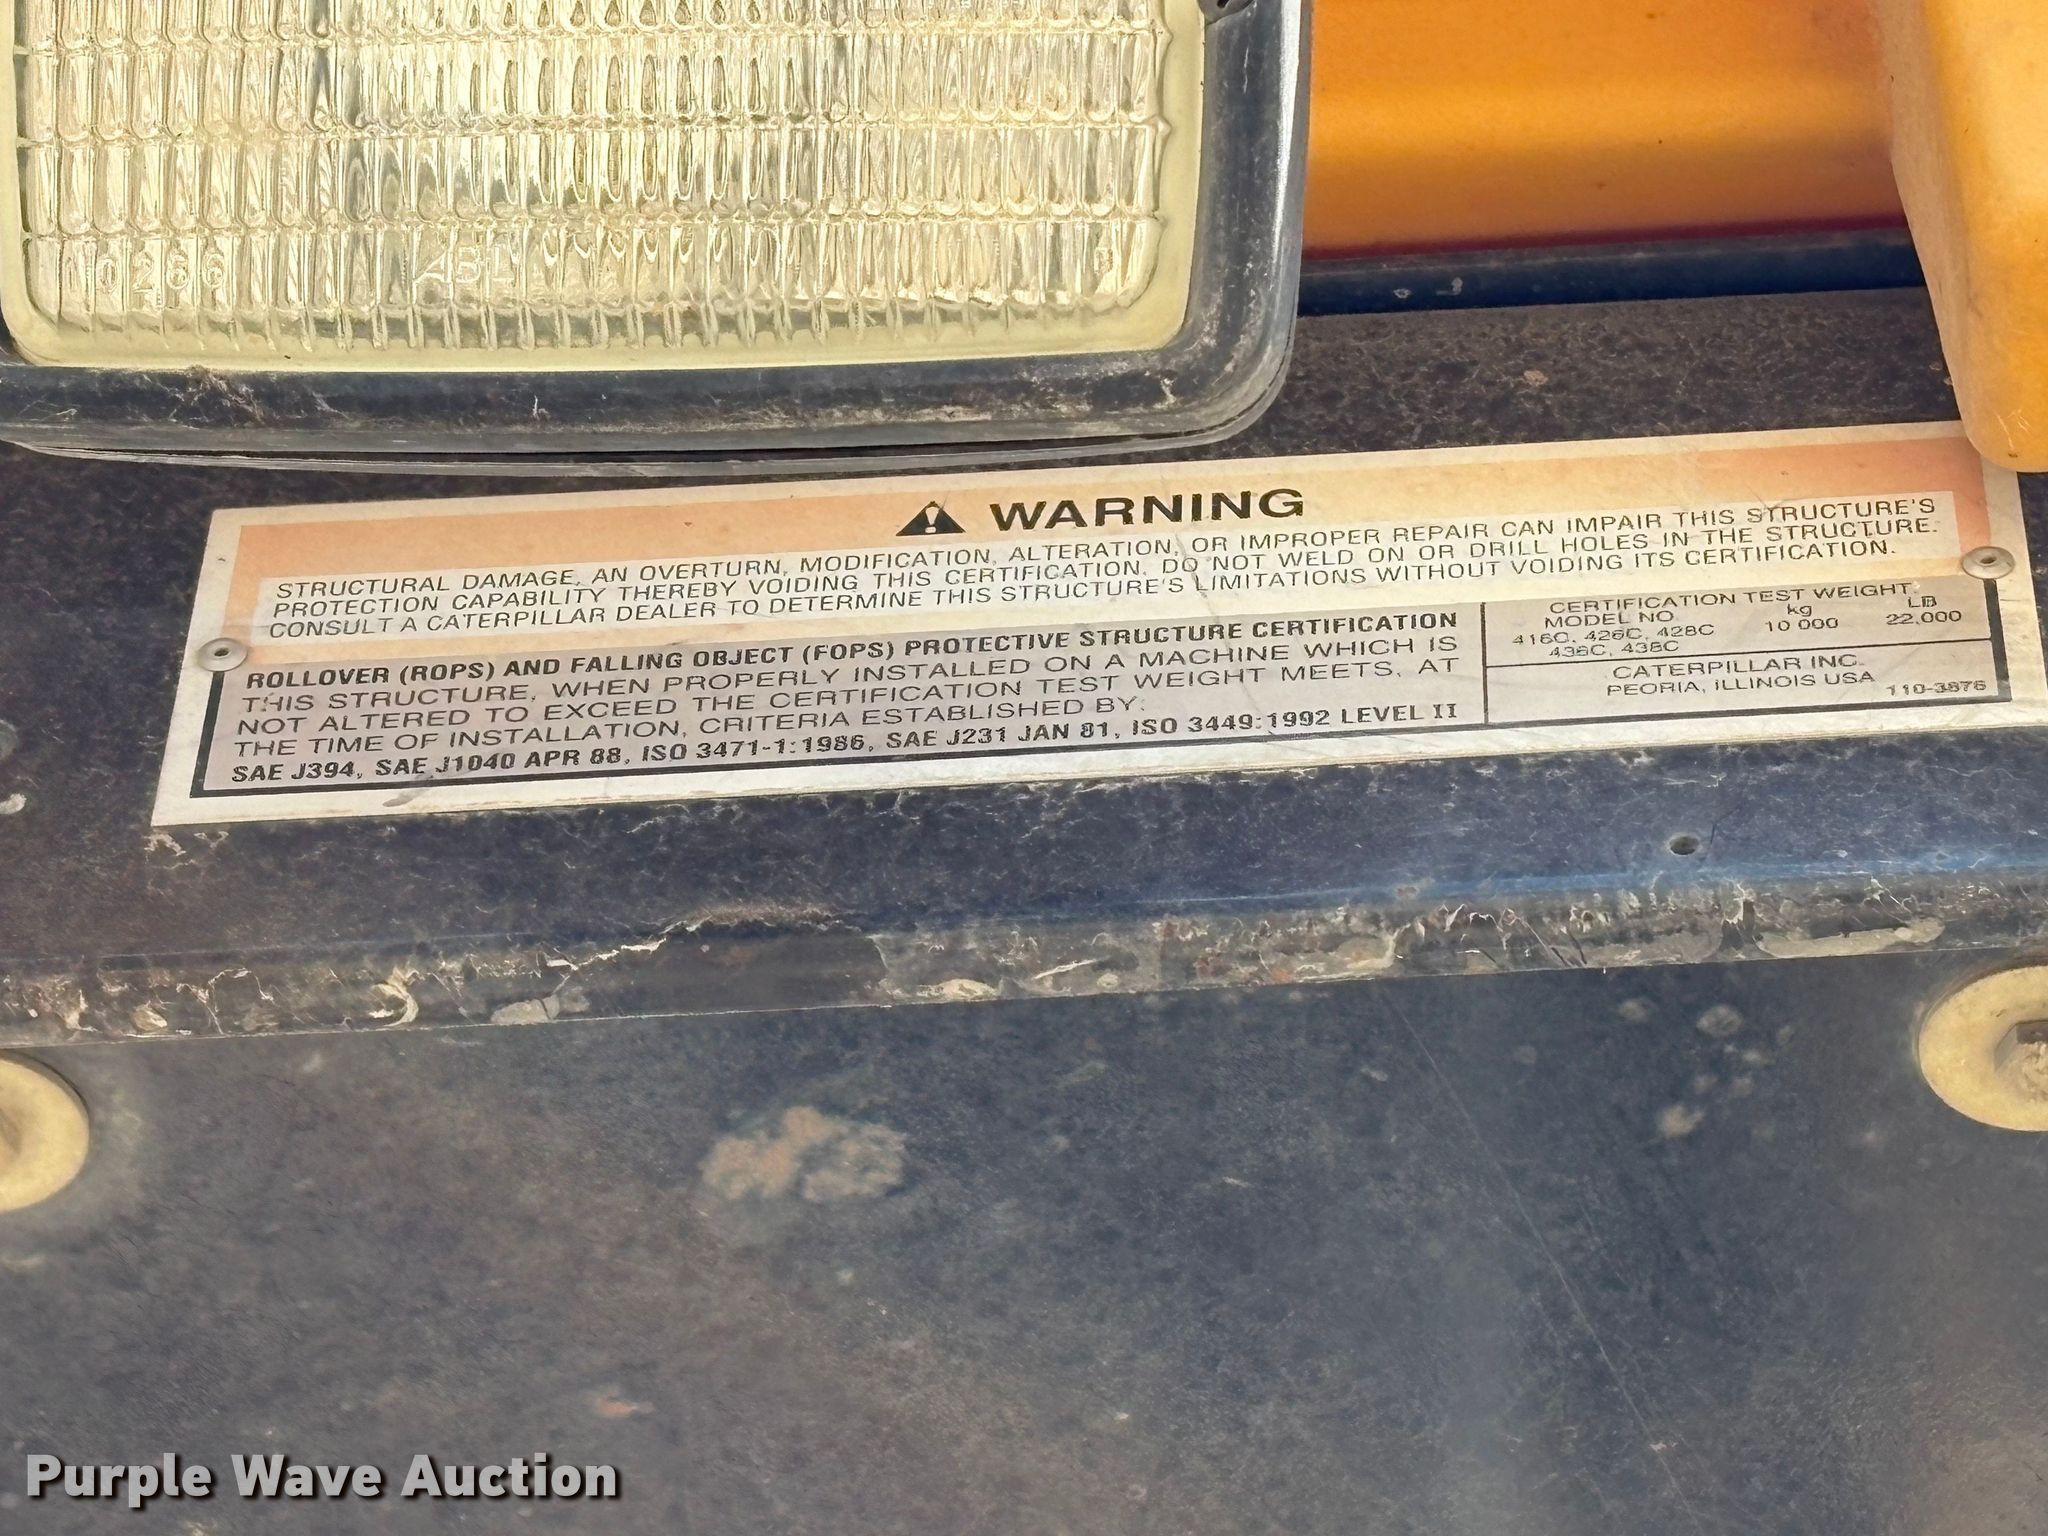 10266 ABL
WARNING
STRUCTURAL DAMAGE, AN OVERTURN, MODIFICATION, ALTERATION, OR IMPROPER REPAIR CAN IMPAIR THIS STRUCTURE'S
PROTECTION CAPABILITY THEREBY VOIDING THIS CERTIFICATION. DO NOT WELD ON OR DRILL HOLES IN THE STRUCTURE.
CONSULT A CATERPILLAR DEALER TO DETERMINE THIS STRUCTURE'S LIMITATIONS WITHOUT VOIDING ITS CERTIFICATION.
ROLLOVER (ROPS) AND FALLING OBJECT (FOPS) PROTECTIVE STRUCTURE CERTIFICATION
THIS STRUCTURE, WHEN PROPERLY INSTALLED ON A MACHINE WHICH IS
NOT ALTERED TO EXCEED THE CERTIFICATION TEST WEIGHT MEETS, AT
THE TIME OF INSTALLATION, CRITERIA ESTABLISHED BY:
SAE J394, SAE J1040 APR 88, ISO 3471-1:1986, SAE J231 JAN 81, ISO 3449:1992 LEVEL II
CERTIFICATION TEST WEIGHT:
MODEL NO. kg LB
416C, 426C, 428C 10 000 22,000
436C, 438C
CATERPILLAR INC.
PEORIA, ILLINOIS USA 110-3876
Purple Wave Auction